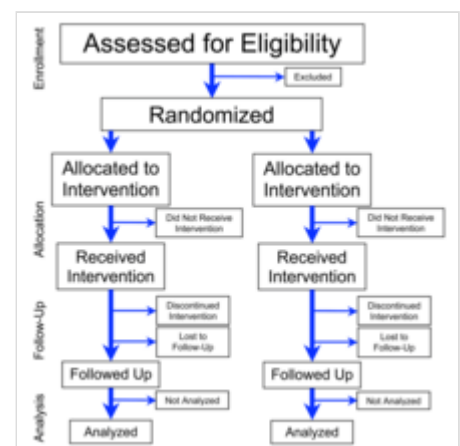 Enrollment
Assessed for Eligibility
Excluded
Randomized
Allocated to
Intervention
Allocated to
Intervention
Allocation
Did Not Receive
Intervention
Did Not Receive
Intervention
Received
Intervention
Received
Intervention
Follow-Up
Discontinued
Intervention
Discontinued
Intervention
Lost to
Follow-Up
Lost to
Follow-Up
Followed Up
Followed Up
Analysis
Not Analyzed
Not Analyzed
Analyzed
Analyzed